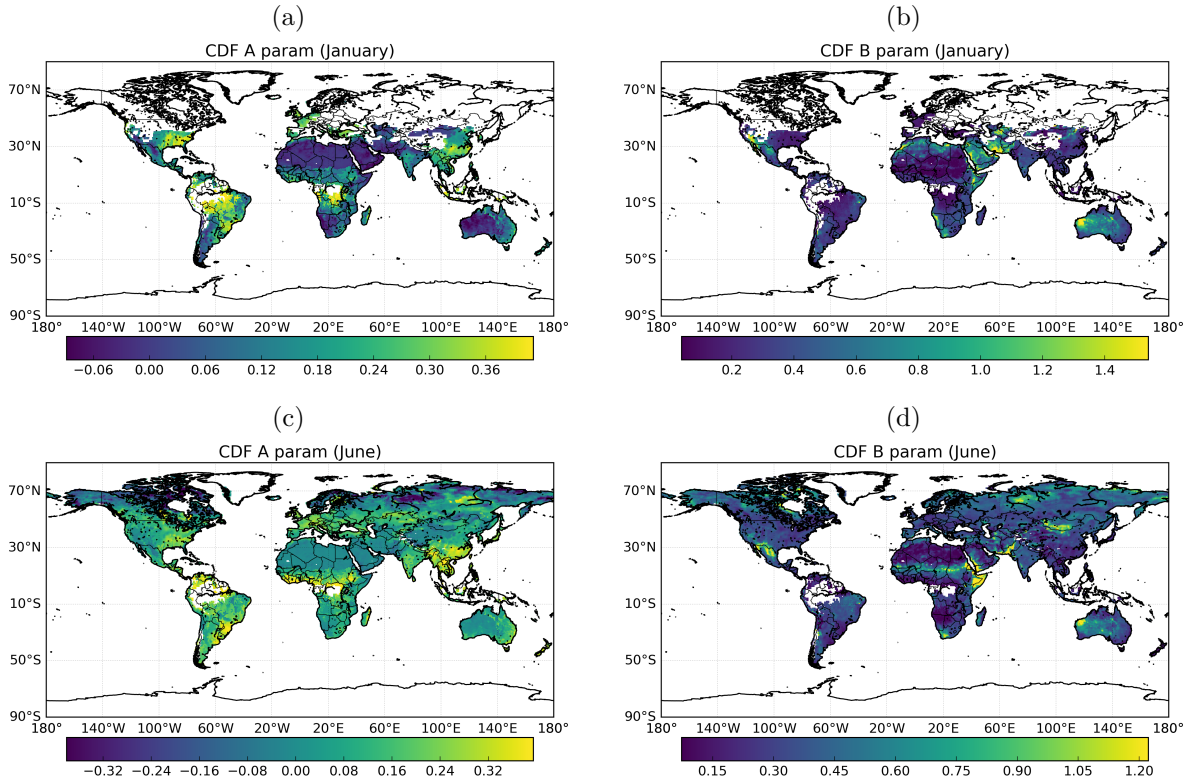 (a)
CDF A param (January)
70°N
30°N
10°S
50°S
90°S
180° 140°W 100°W 60°W 20°W 20°E 60°E 100°E 140°E 180°
−0.06 0.00 0.06 0.12 0.18 0.24 0.30 0.36
(b)
CDF B param (January)
70°N
30°N
10°S
50°S
90°S
180° 140°W 100°W 60°W 20°W 20°E 60°E 100°E 140°E 180°
0.2 0.4 0.6 0.8 1.0 1.2 1.4
(c)
CDF A param (June)
70°N
30°N
10°S
50°S
90°S
180° 140°W 100°W 60°W 20°W 20°E 60°E 100°E 140°E 180°
−0.32 −0.24 −0.16 −0.08 0.00 0.08 0.16 0.24 0.32
(d)
CDF B param (June)
70°N
30°N
10°S
50°S
90°S
180° 140°W 100°W 60°W 20°W 20°E 60°E 100°E 140°E 180°
0.15 0.30 0.45 0.60 0.75 0.90 1.05 1.20